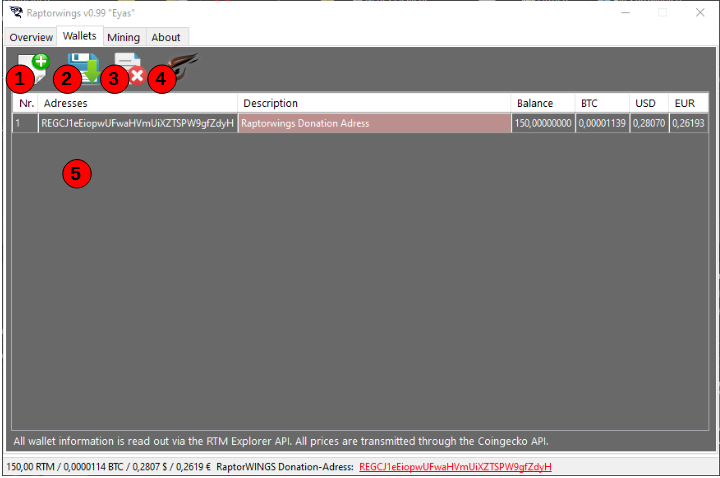 Raptorwings v0.99 "Eyas"
Overview Wallets Mining About
1 2 3 4
Nr. Adresses Description Balance BTC USD EUR
1 REGCJ1eEiopwUFwaHVmUiXZTSPW9gfZdyH Raptorwings Donation Adress 150,00000000 0,00001139 0,28070 0,26193
5
All wallet information is read out via the RTM Explorer API. All prices are transmitted through the Coingecko API.
150,00 RTM / 0,0000114 BTC / 0,2807 $ / 0,2619 € RaptorWINGS Donation-Adress: REGCJ1eEiopwUFwaHVmUiXZTSPW9gfZdyH